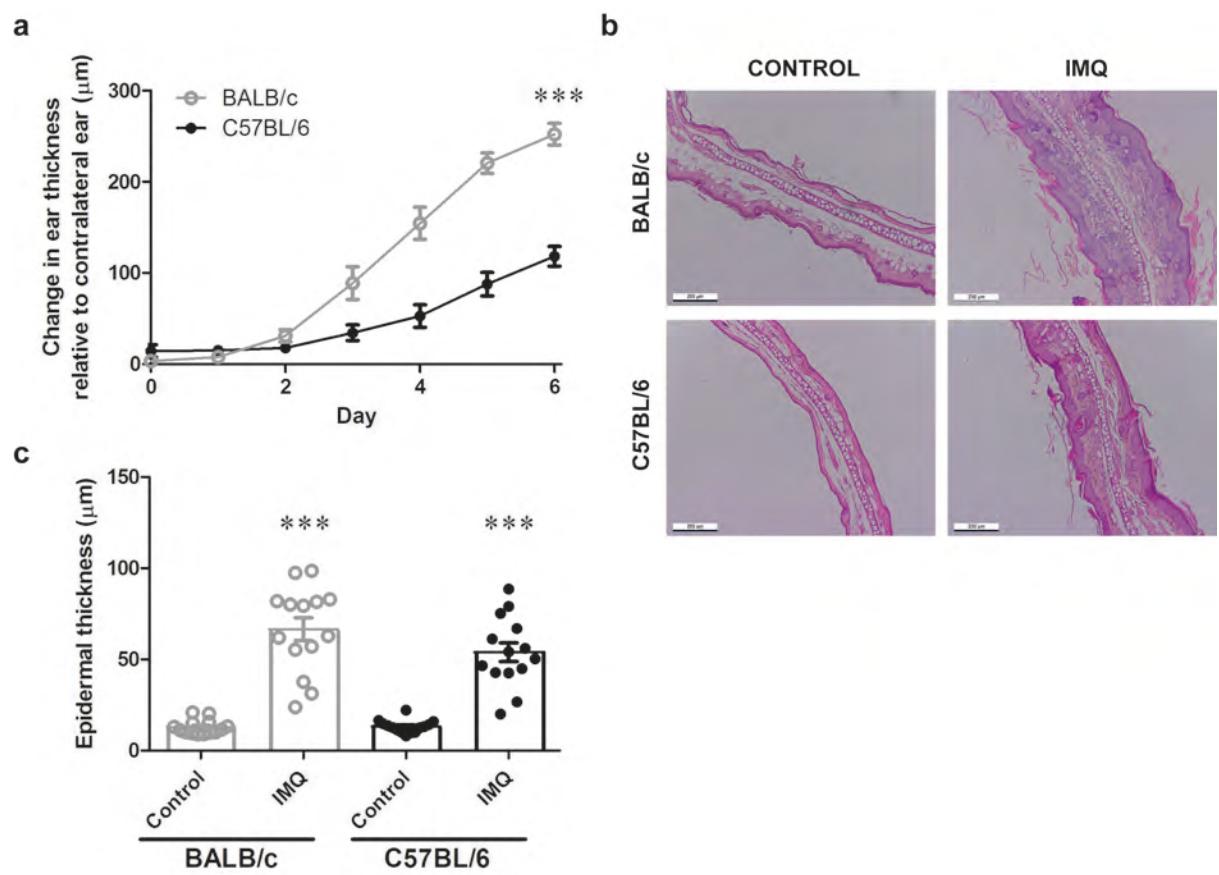 a
BALB/c
C57BL/6
***
300
200
100
0
Change in ear thickness
relative to contralateral ear (μm)
0 2 4 6
Day
b
CONTROL IMQ
BALB/c
C57BL/6
200 μm
c
150
100
50
0
Epidermal thickness (μm)
*** ***
Control IMQ Control IMQ
BALB/c C57BL/6